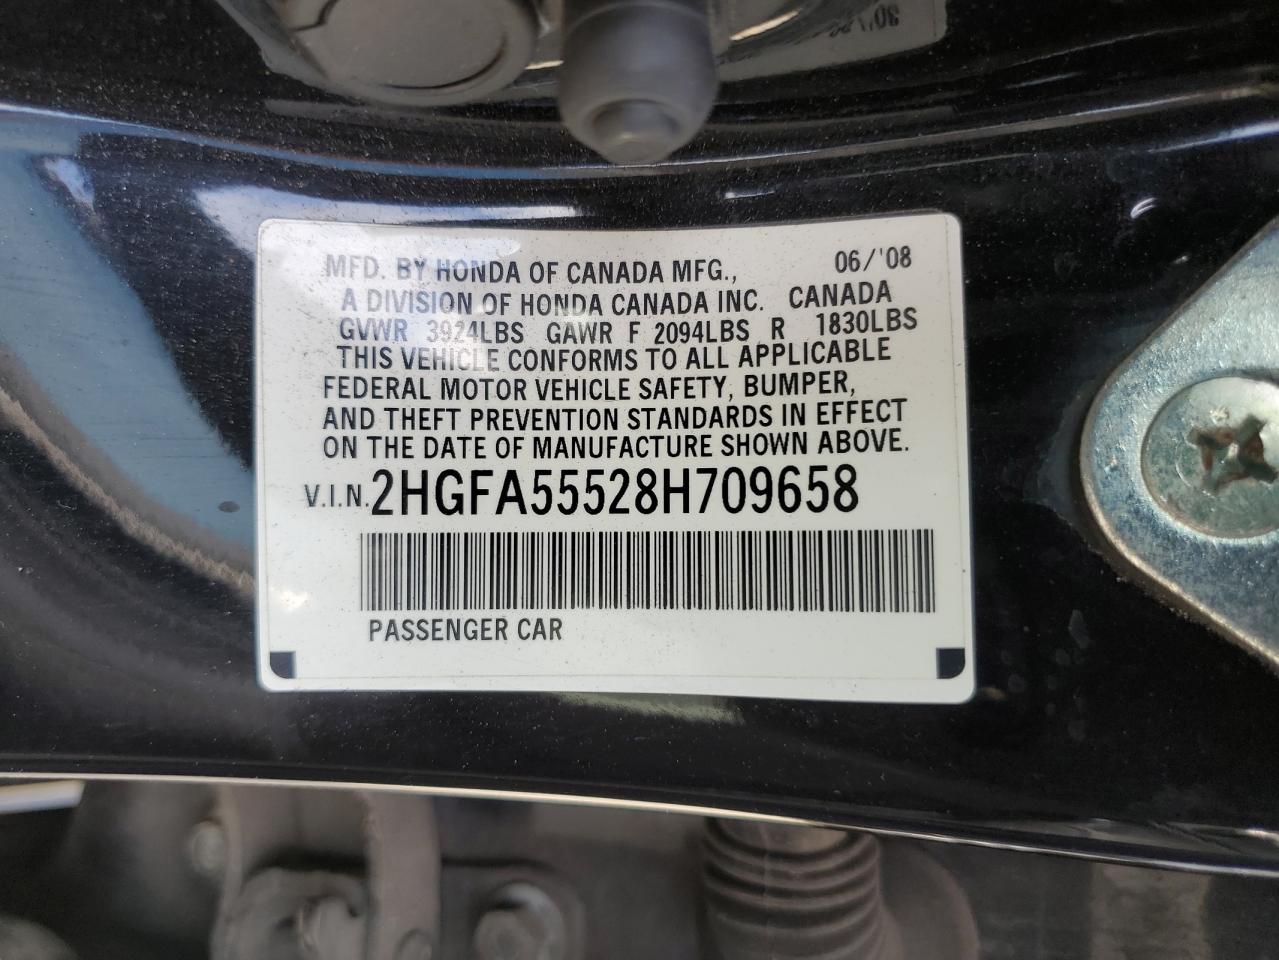 MFD. BY HONDA OF CANADA MFG., 06/'08
A DIVISION OF HONDA CANADA INC. CANADA
GVWR 3924LBS GAWR F 2094LBS R 1830LBS
THIS VEHICLE CONFORMS TO ALL APPLICABLE
FEDERAL MOTOR VEHICLE SAFETY, BUMPER,
AND THEFT PREVENTION STANDARDS IN EFFECT
ON THE DATE OF MANUFACTURE SHOWN ABOVE.
V.I.N. 2HGFA55528H709658
PASSENGER CAR